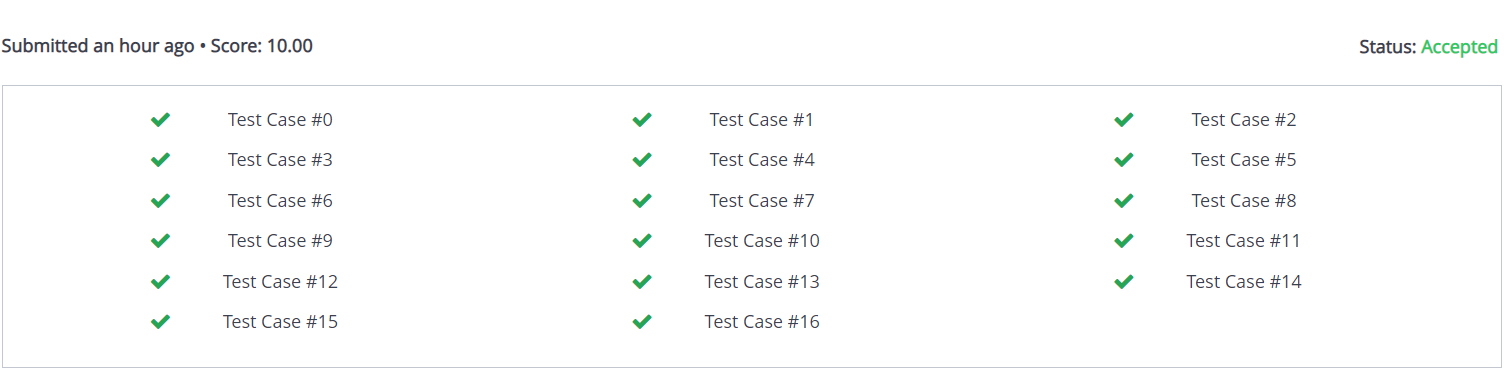 Submitted an hour ago • Score: 10.00
Status: Accepted
Test Case #0
Test Case #1
Test Case #2
Test Case #3
Test Case #4
Test Case #5
Test Case #6
Test Case #7
Test Case #8
Test Case #9
Test Case #10
Test Case #11
Test Case #12
Test Case #13
Test Case #14
Test Case #15
Test Case #16